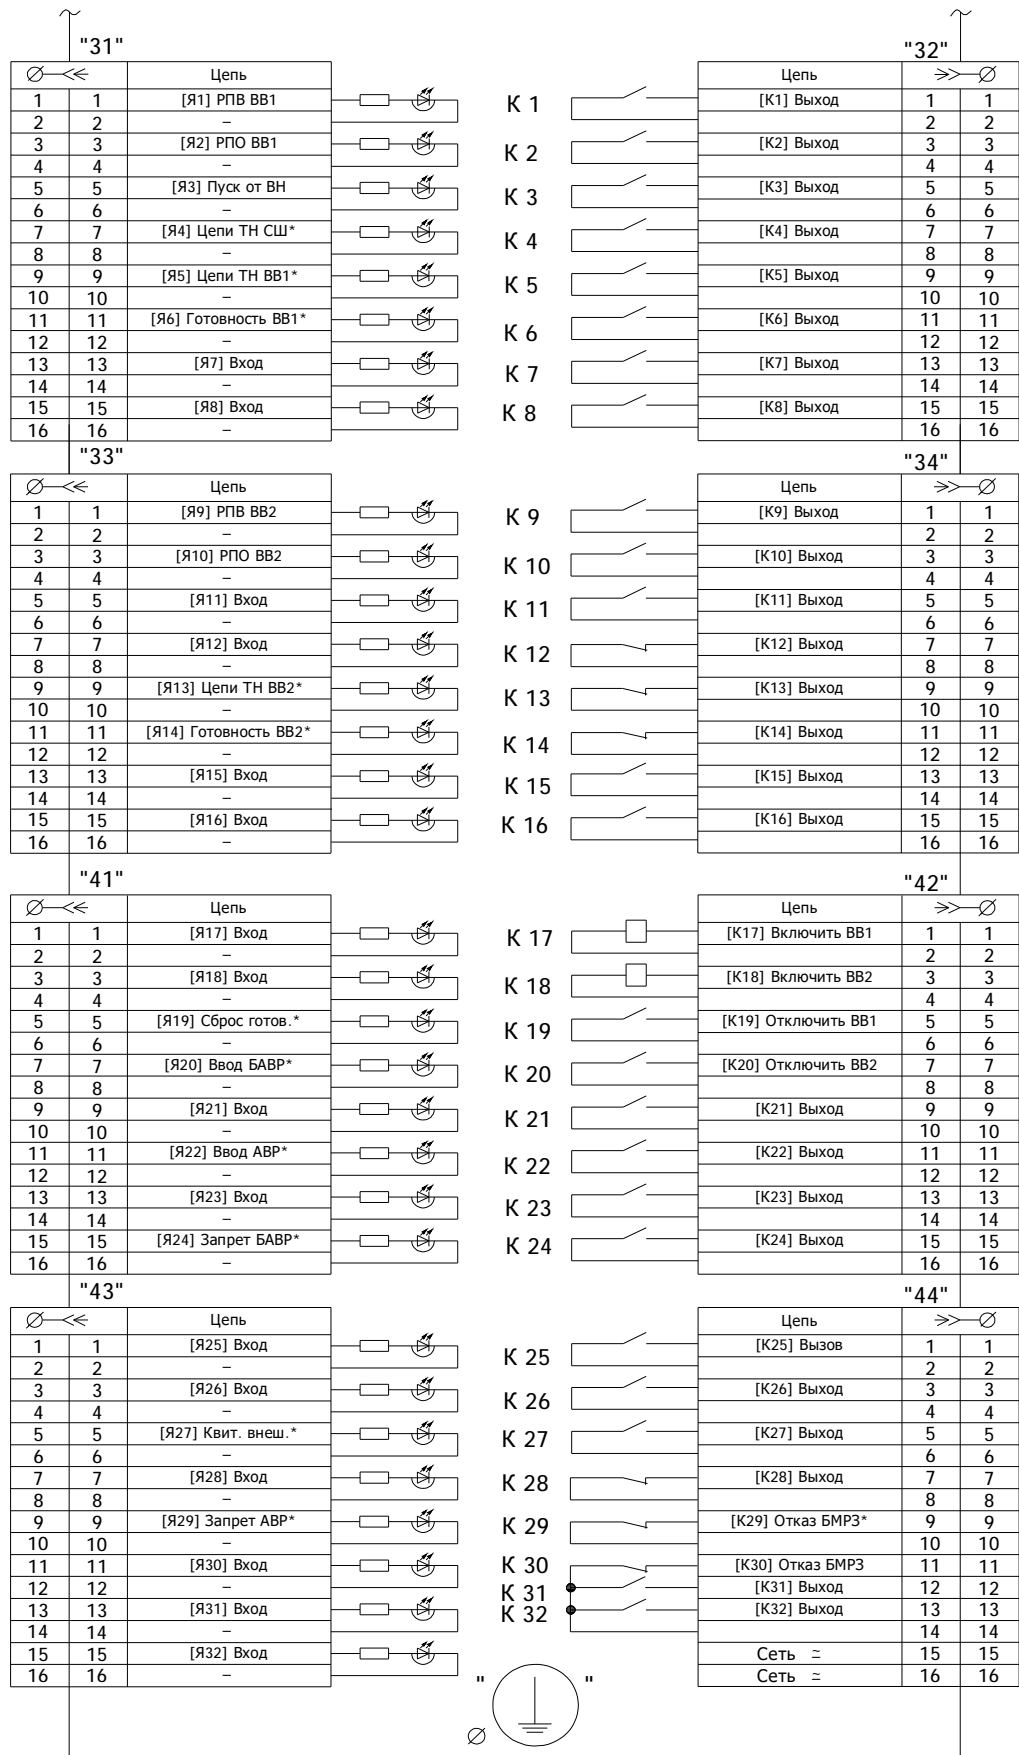 "31" "32"
Цепь Цепь
1 1 [Я1] РПВ ВВ1 К 1 [К1] Выход 1 1
2 2 – 2 2
3 3 [Я2] РПО ВВ1 К 2 [К2] Выход 3 3
4 4 – 4 4
5 5 [Я3] Пуск от ВН К 3 [К3] Выход 5 5
6 6 – 6 6
7 7 [Я4] Цепи ТН СШ* К 4 [К4] Выход 7 7
8 8 – 8 8
9 9 [Я5] Цепи ТН ВВ1* К 5 [К5] Выход 9 9
10 10 – 10 10
11 11 [Я6] Готовность ВВ1* К 6 [К6] Выход 11 11
12 12 – 12 12
13 13 [Я7] Вход К 7 [К7] Выход 13 13
14 14 – 14 14
15 15 [Я8] Вход К 8 [К8] Выход 15 15
16 16 – 16 16
"33" "34"
Цепь Цепь
1 1 [Я9] РПВ ВВ2 К 9 [К9] Выход 1 1
2 2 – 2 2
3 3 [Я10] РПО ВВ2 К 10 [К10] Выход 3 3
4 4 – 4 4
5 5 [Я11] Вход К 11 [К11] Выход 5 5
6 6 – 6 6
7 7 [Я12] Вход К 12 [К12] Выход 7 7
8 8 – 8 8
9 9 [Я13] Цепи ТН ВВ2* К 13 [К13] Выход 9 9
10 10 – 10 10
11 11 [Я14] Готовность ВВ2* К 14 [К14] Выход 11 11
12 12 – 12 12
13 13 [Я15] Вход К 15 [К15] Выход 13 13
14 14 – 14 14
15 15 [Я16] Вход К 16 [К16] Выход 15 15
16 16 – 16 16
"41" "42"
Цепь Цепь
1 1 [Я17] Вход К 17 [К17] Включить ВВ1 1 1
2 2 – 2 2
3 3 [Я18] Вход К 18 [К18] Включить ВВ2 3 3
4 4 – 4 4
5 5 [Я19] Сброс готов.* К 19 [К19] Отключить ВВ1 5 5
6 6 – 6 6
7 7 [Я20] Ввод БАВР* К 20 [К20] Отключить ВВ2 7 7
8 8 – 8 8
9 9 [Я21] Вход К 21 [К21] Выход 9 9
10 10 – 10 10
11 11 [Я22] Ввод АВР* К 22 [К22] Выход 11 11
12 12 – 12 12
13 13 [Я23] Вход К 23 [К23] Выход 13 13
14 14 – 14 14
15 15 [Я24] Запрет БАВР* К 24 [К24] Выход 15 15
16 16 – 16 16
"43" "44"
Цепь Цепь
1 1 [Я25] Вход К 25 [К25] Вызов 1 1
2 2 – 2 2
3 3 [Я26] Вход К 26 [К26] Выход 3 3
4 4 – 4 4
5 5 [Я27] Квит. внеш.* К 27 [К27] Выход 5 5
6 6 – 6 6
7 7 [Я28] Вход К 28 [К28] Выход 7 7
8 8 – 8 8
9 9 [Я29] Запрет АВР* К 29 [К29] Отказ БМРЗ* 9 9
10 10 – 10 10
11 11 [Я30] Вход К 30 [К30] Отказ БМРЗ 11 11
12 12 – К 31 [К31] Выход 12 12
13 13 [Я31] Вход К 32 [К32] Выход 13 13
14 14 – 14 14
15 15 [Я32] Вход Сеть ≂ 15 15
16 16 – Сеть ≂ 16 16
" "